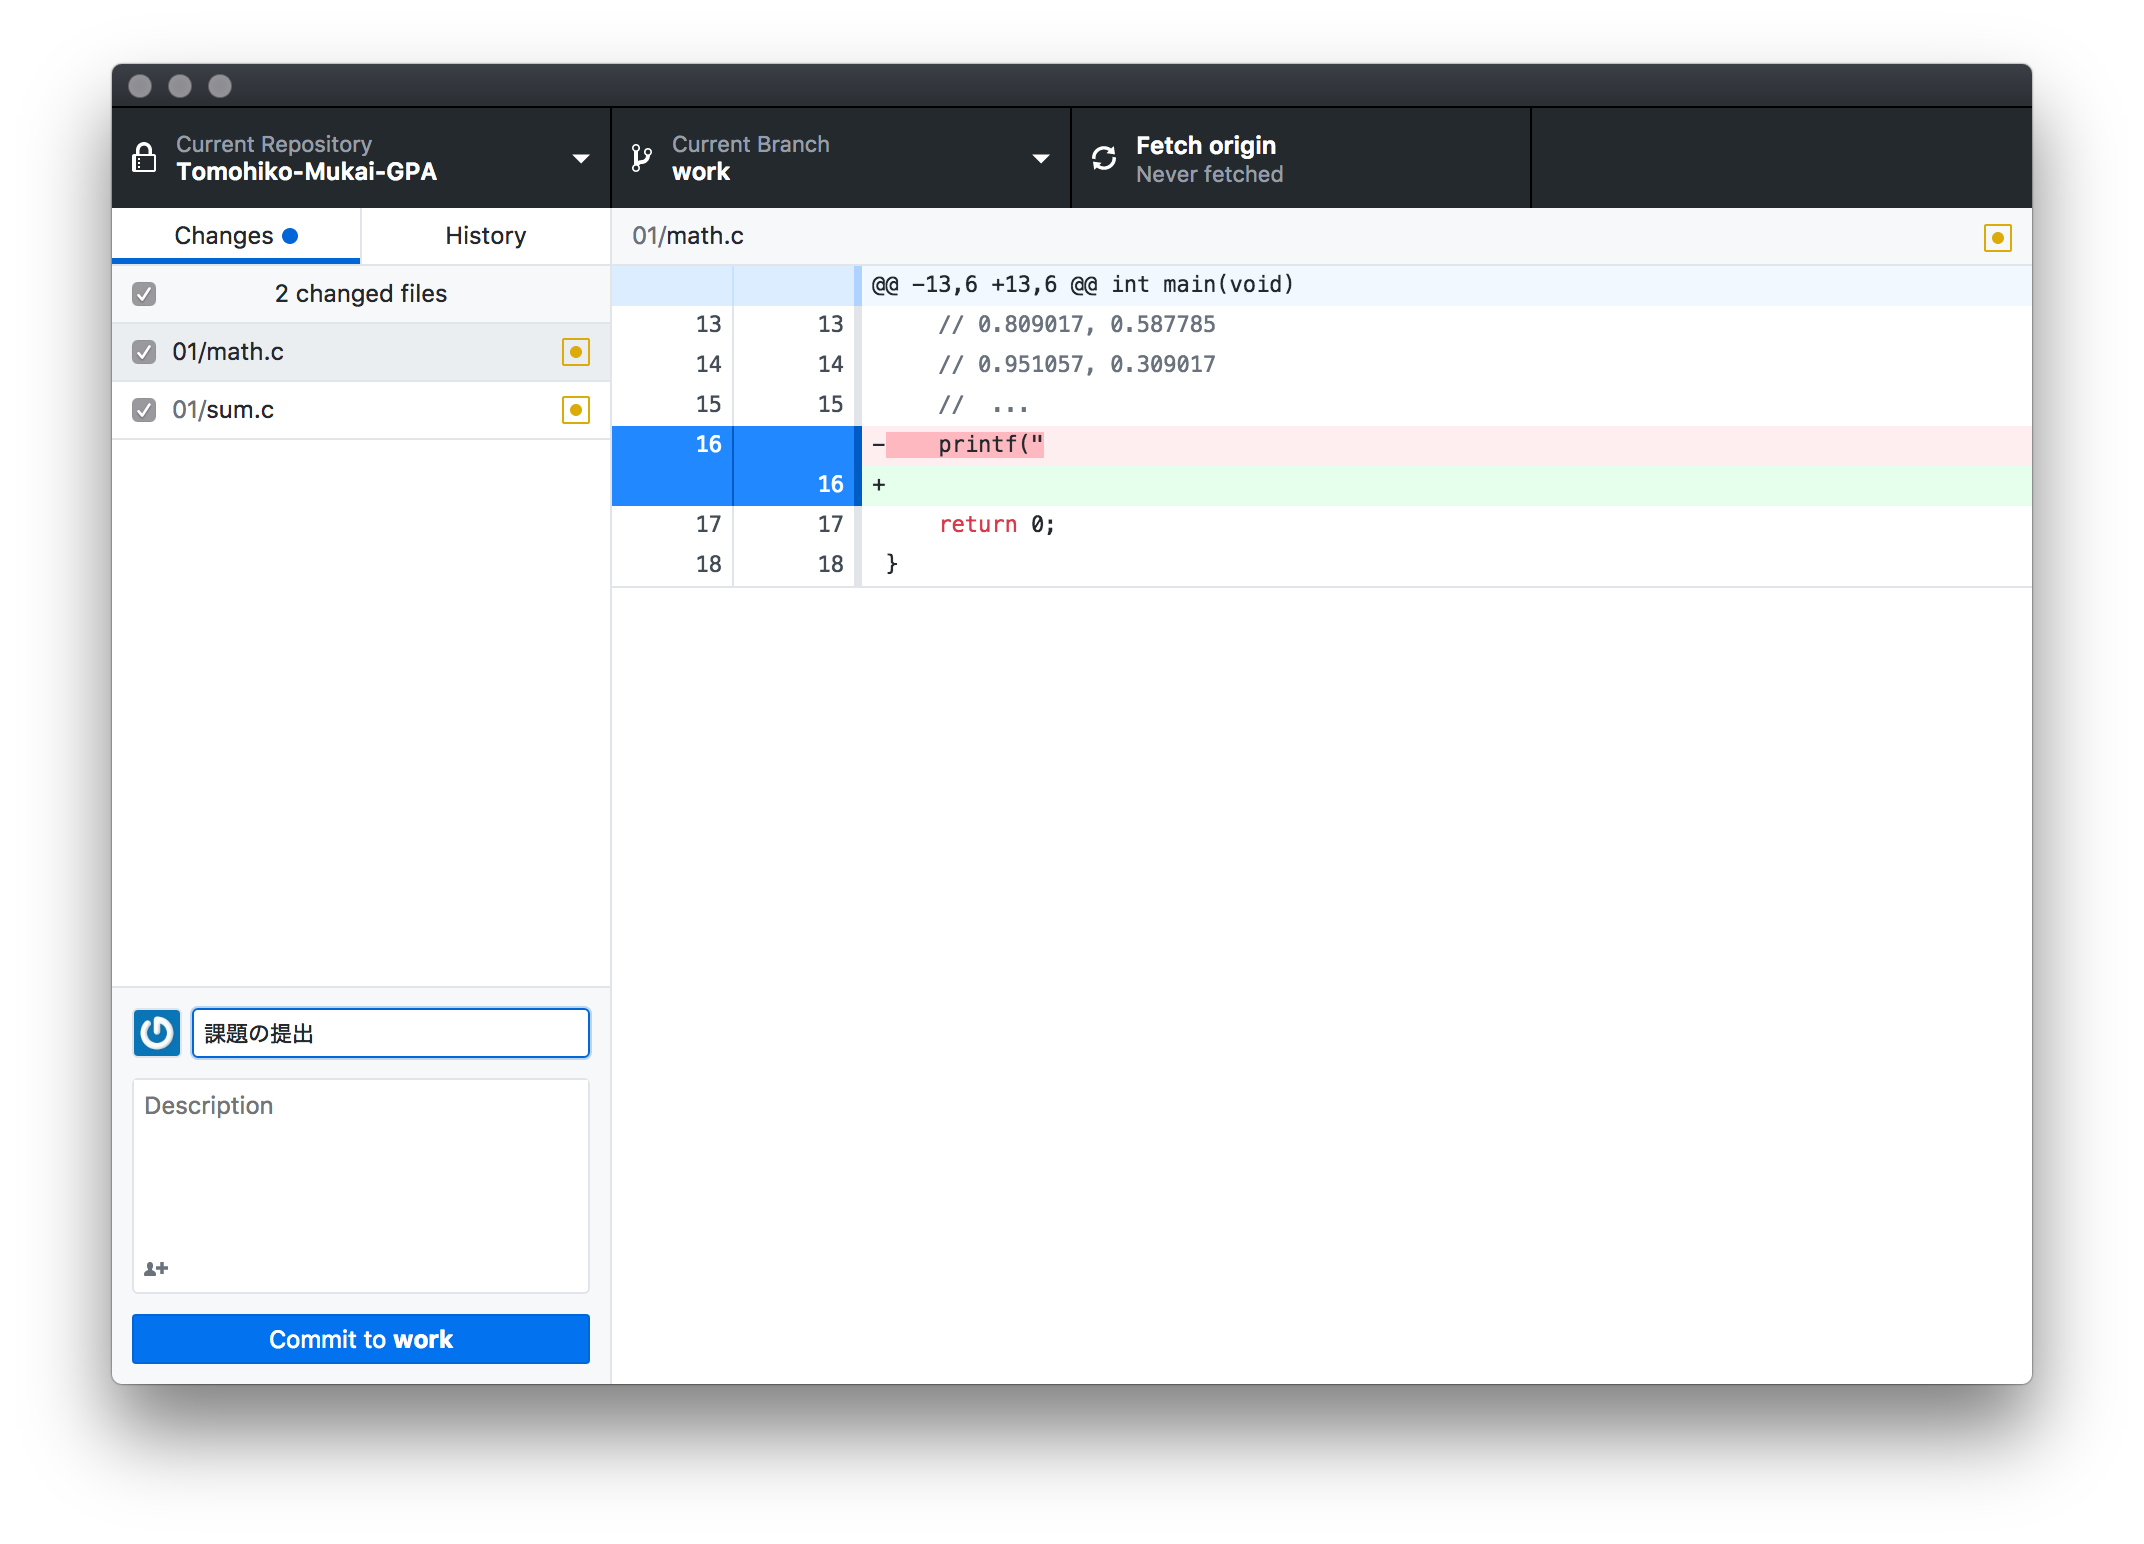 Current Repository
Tomohiko-Mukai-GPA
Current Branch
work
Fetch origin
Never fetched
Changes
History
2 changed files
01/math.c
01/sum.c
01/math.c
@@ -13,6 +13,6 @@ int main(void)
13 13 // 0.809017, 0.587785
14 14 // 0.951057, 0.309017
15 15 // ...
16 - printf("
16 +
17 17 return 0;
18 18 }
課題の提出
Description
Commit to work